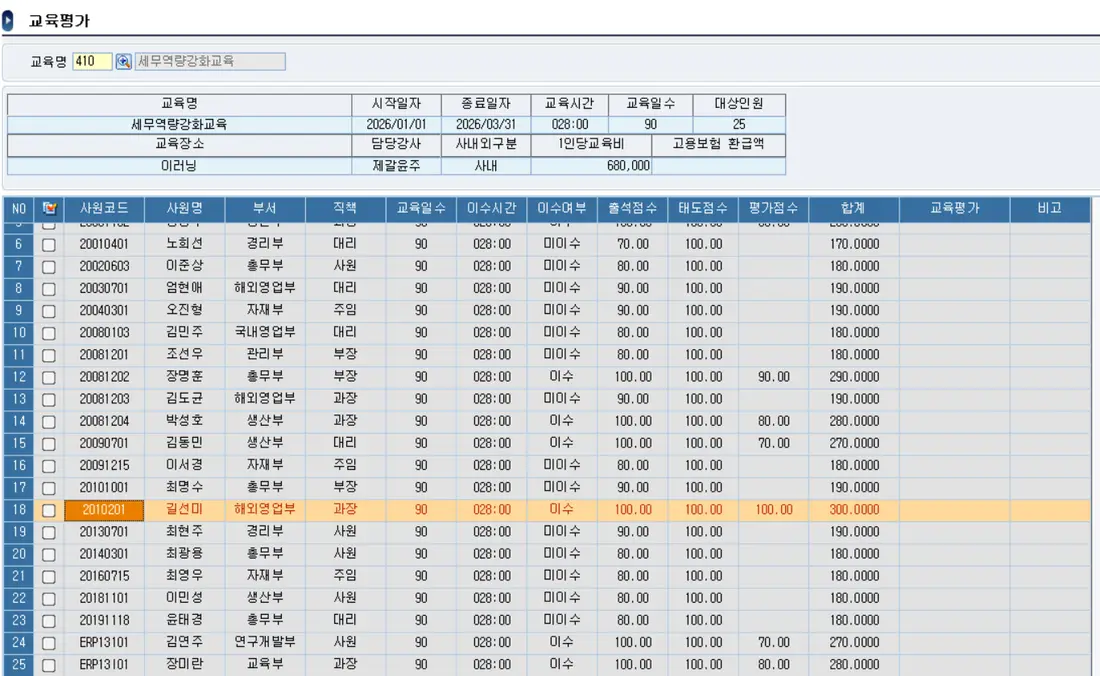 교육평가
교육명 410 세무역량강화교육
교육명 시작일자 종료일자 교육시간 교육일수 대상인원
세무역량강화교육 2026/01/01 2026/03/31 028:00 90 25
교육장소 담당강사 사내외구분 1인당교육비 고용보험 환급액
이러닝 제갈윤주 사내 680,000
NO 사원코드 사원명 부서 직책 교육일수 이수시간 이수여부 출석점수 태도점수 평가점수 합계 교육평가 비고
6 20010401 노희선 경리부 대리 90 028:00 미이수 70.00 100.00 170.0000
7 20020603 이준상 총무부 사원 90 028:00 미이수 80.00 100.00 180.0000
8 20030701 엄현애 해외영업부 대리 90 028:00 미이수 90.00 100.00 190.0000
9 20040301 오진형 자재부 주임 90 028:00 미이수 90.00 100.00 190.0000
10 20080103 김민주 국내영업부 대리 90 028:00 미이수 80.00 100.00 180.0000
11 20081201 조선우 관리부 부장 90 028:00 미이수 80.00 100.00 180.0000
12 20081202 장명훈 총무부 부장 90 028:00 이수 100.00 100.00 90.00 290.0000
13 20081203 김도균 해외영업부 과장 90 028:00 미이수 90.00 100.00 190.0000
14 20081204 박성호 생산부 과장 90 028:00 이수 100.00 100.00 80.00 280.0000
15 20090701 김동민 생산부 대리 90 028:00 이수 100.00 100.00 70.00 270.0000
16 20091215 이서경 자재부 주임 90 028:00 미이수 80.00 100.00 180.0000
17 20101001 최명수 총무부 부장 90 028:00 미이수 90.00 100.00 190.0000
18 2010201 길선미 해외영업부 과장 90 028:00 이수 100.00 100.00 100.00 300.0000
19 20130701 최현주 경리부 사원 90 028:00 미이수 90.00 100.00 190.0000
20 20140301 최광용 총무부 사원 90 028:00 미이수 80.00 100.00 180.0000
21 20160715 최영우 자재부 주임 90 028:00 미이수 80.00 100.00 180.0000
22 20181101 이민성 생산부 사원 90 028:00 미이수 80.00 100.00 180.0000
23 20191118 윤태경 총무부 대리 90 028:00 미이수 80.00 100.00 180.0000
24 ERP13101 김연주 연구개발부 사원 90 028:00 이수 100.00 100.00 70.00 270.0000
25 ERP13101 장미란 교육부 과장 90 028:00 이수 100.00 100.00 80.00 280.0000